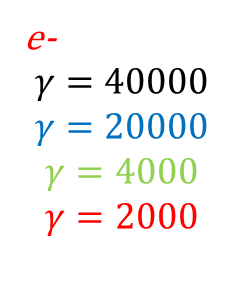 e-
γ = 40000
γ = 20000
γ = 4000
γ = 2000